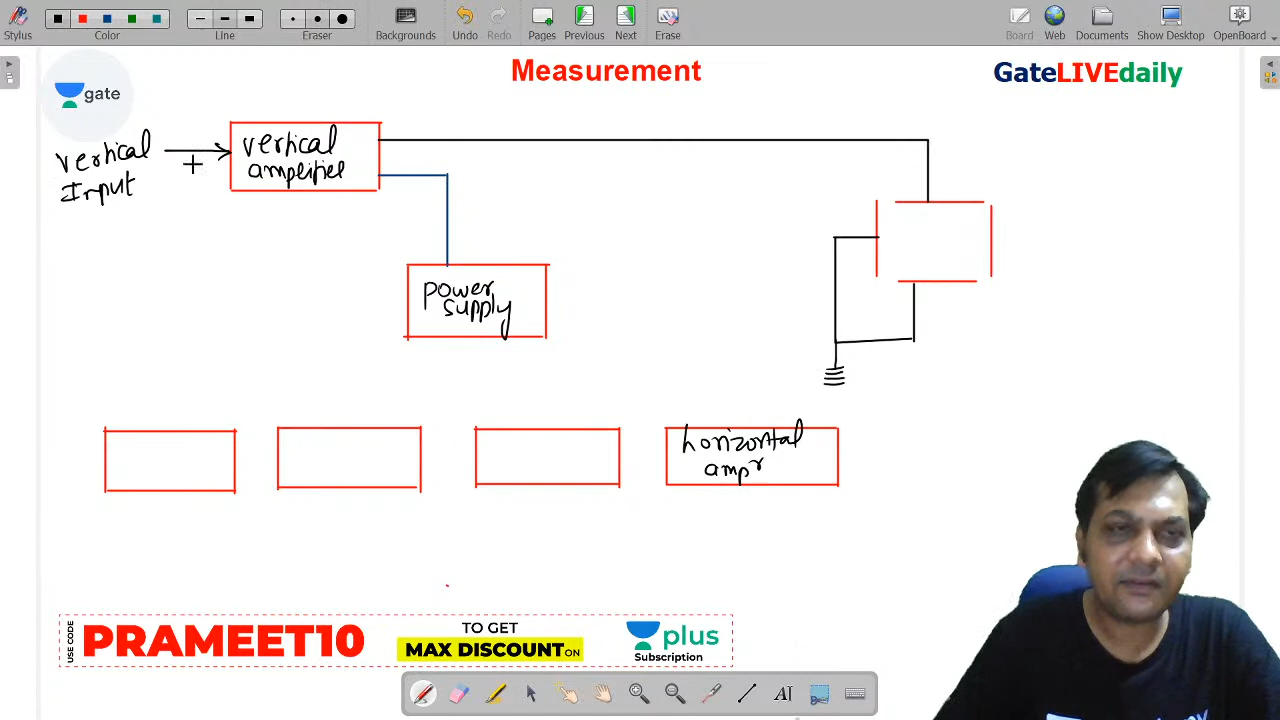 Stylus
Color
Line
Eraser
Backgrounds
Undo
Redo
Pages
Previous
Next
Erase
Board
Web
Documents
Show Desktop
OpenBoard
gate
Measurement
GateLIVEdaily
vertical
Input
+
vertical
amplifier
power
supply
horizontal
ampr
USE CODE
PRAMEET10
TO GET
MAX DISCOUNT ON
plus
Subscription